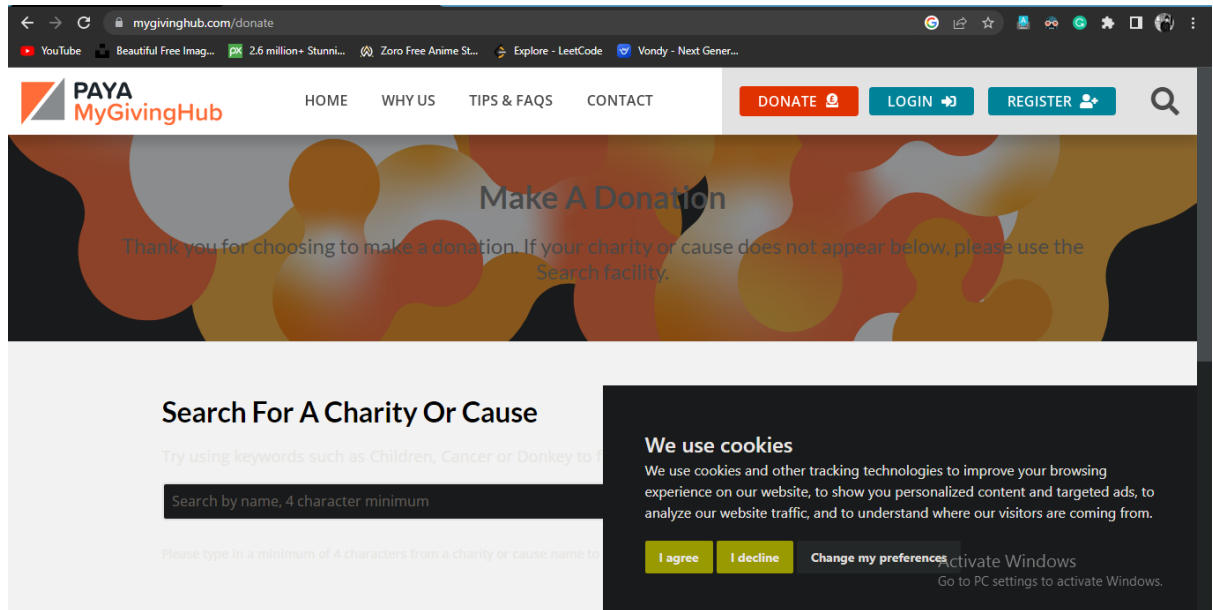 mygivinghub.com/donate
YouTube Beautiful Free Imag... 2.6 million+ Stunni... Zoro Free Anime St... Explore - LeetCode Vondy - Next Gener...
PAYA
MyGivingHub
HOME WHY US TIPS & FAQS CONTACT DONATE LOGIN REGISTER
Make A Donation
Thank you for choosing to make a donation. If your charity or cause does not appear below, please use the
Search facility.
Search For A Charity Or Cause
Try using keywords such as Children, Cancer or Donkey to f
Search by name, 4 character minimum
Please type in a minimum of 4 characters from a charity or cause name to
We use cookies
We use cookies and other tracking technologies to improve your browsing
experience on our website, to show you personalized content and targeted ads, to
analyze our website traffic, and to understand where our visitors are coming from.
I agree I decline Change my preferences
Activate Windows
Go to PC settings to activate Windows.